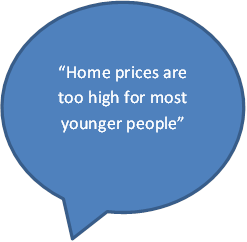 “Home prices are
too high for most
younger people”